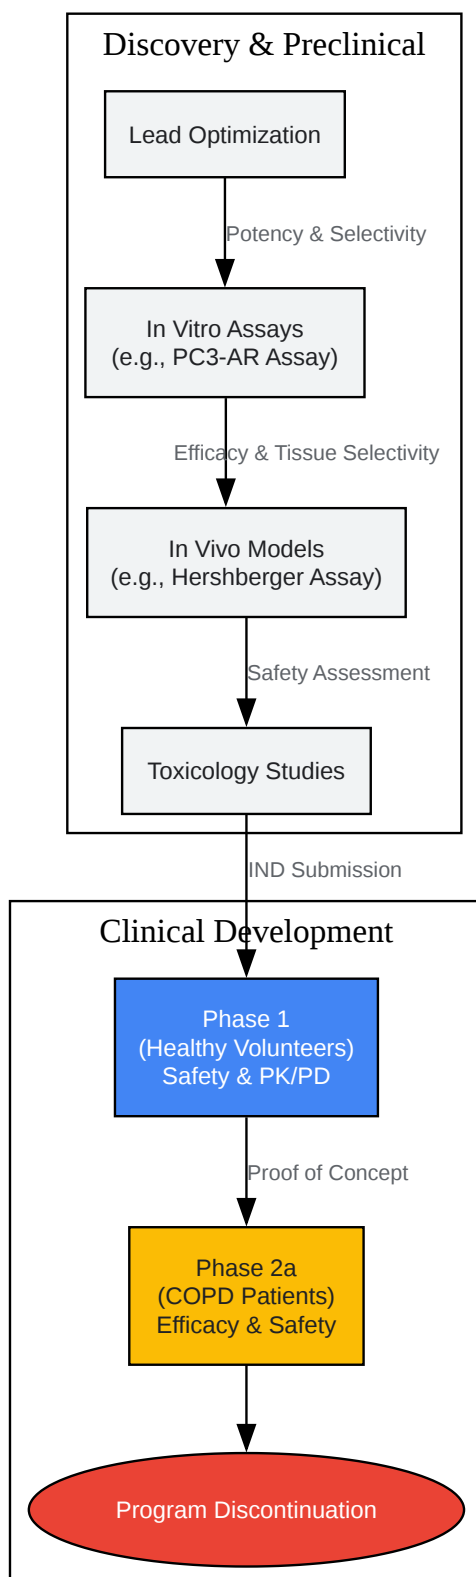 Discovery & Preclinical
Lead Optimization
Potency & Selectivity
In Vitro Assays
(e.g., PC3-AR Assay)
Efficacy & Tissue Selectivity
In Vivo Models
(e.g., Hershberger Assay)
Safety Assessment
Toxicology Studies
IND Submission
Clinical Development
Phase 1
(Healthy Volunteers)
Safety & PK/PD
Proof of Concept
Phase 2a
(COPD Patients)
Efficacy & Safety
Program Discontinuation